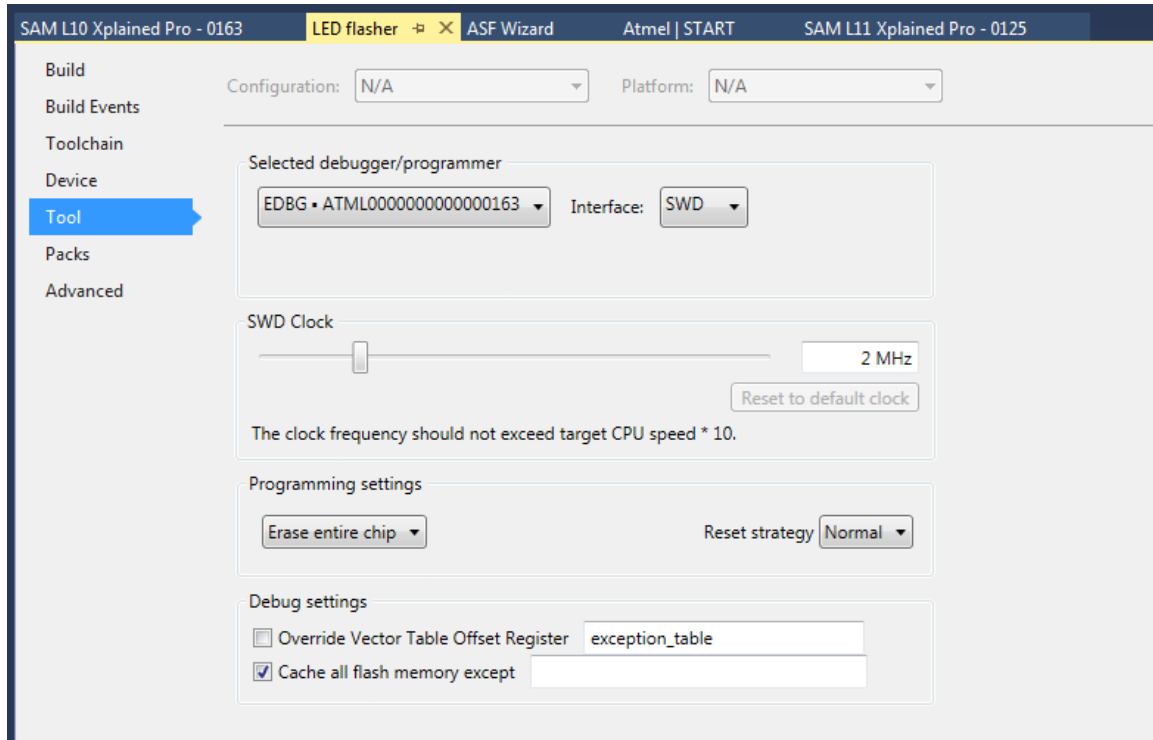 SAM L10 Xplained Pro - 0163 LED flasher ASF Wizard Atmel | START SAM L11 Xplained Pro - 0125
Build
Build Events
Toolchain
Device
Tool
Packs
Advanced
Configuration: N/A Platform: N/A
Selected debugger/programmer
EDBG • ATML0000000000000163 Interface: SWD
SWD Clock
2 MHz
Reset to default clock
The clock frequency should not exceed target CPU speed * 10.
Programming settings
Erase entire chip Reset strategy Normal
Debug settings
Override Vector Table Offset Register exception_table
Cache all flash memory except